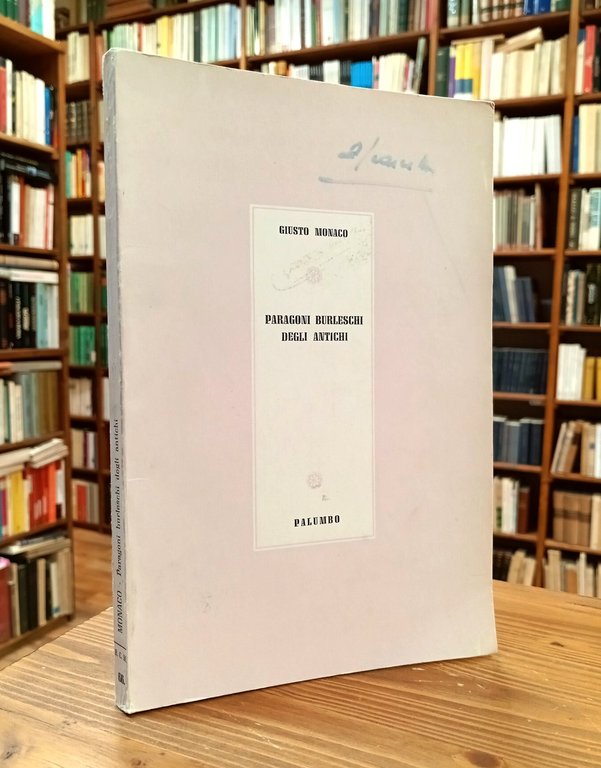 GIUSTO MONACO
PARAGONI BURLESCHI
DEGLI ANTICHI
PALUMBO
MONACO - Paragoni burleschi degli antichi